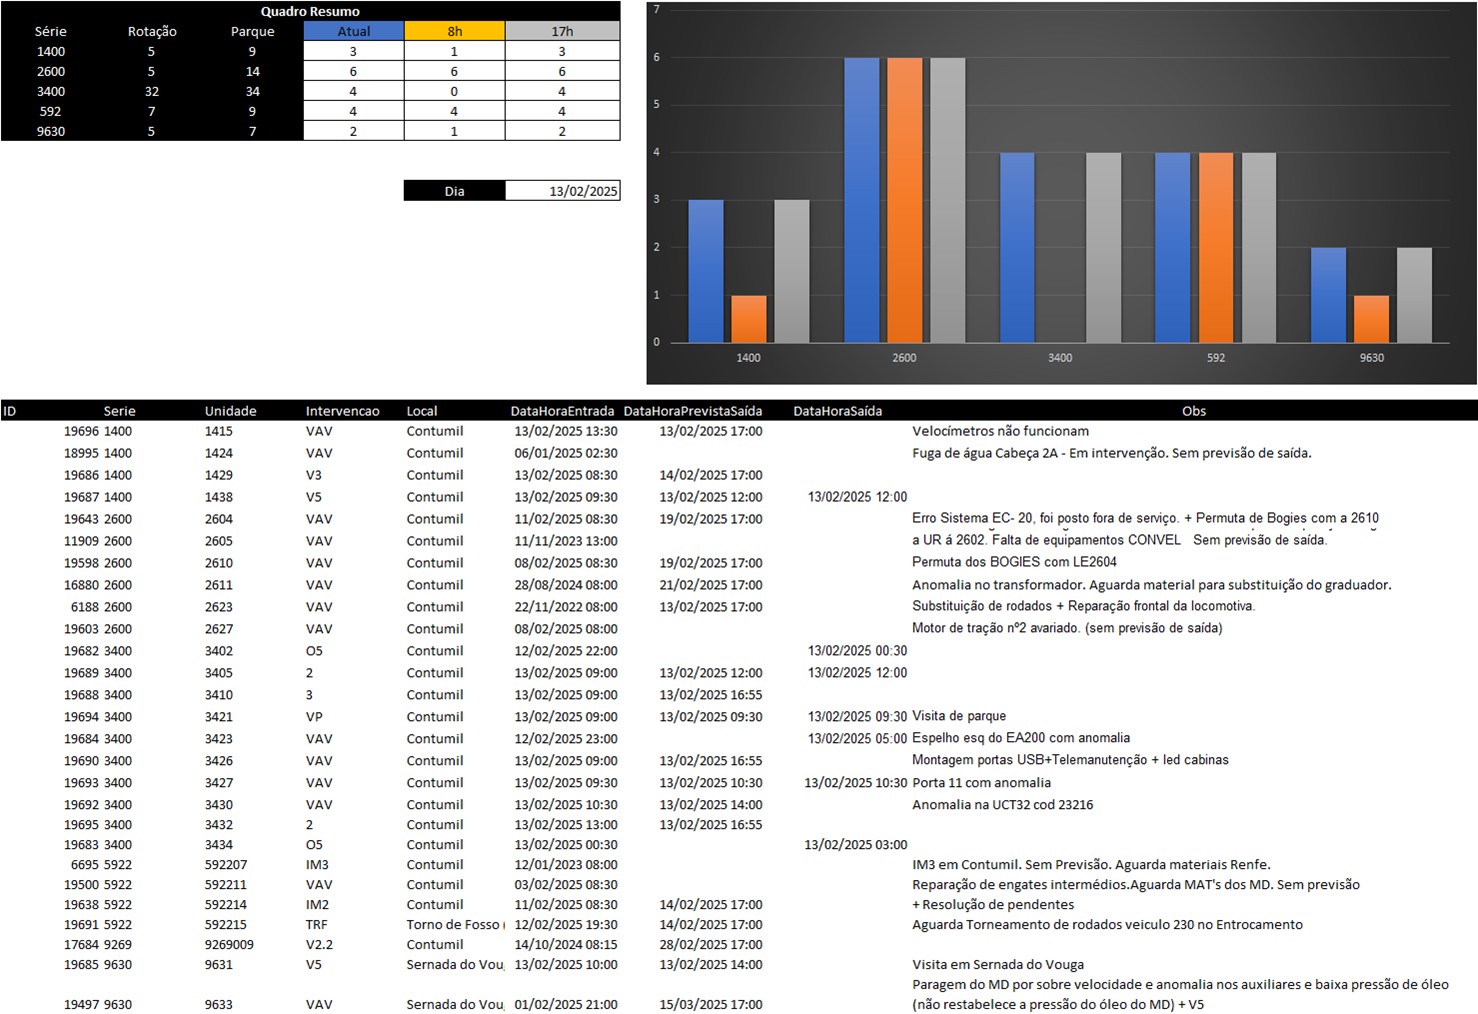 Quadro Resumo
Série Rotação Parque Atual 8h 17h
1400 5 9 3 1 3
2600 5 14 6 6 6
3400 32 34 4 0 4
592 7 9 4 4 4
9630 5 7 2 1 2
Dia 13/02/2025
7
6
5
4
3
2
1
0
1400 2600 3400 592 9630
ID Serie Unidade Intervencao Local DataHoraEntrada DataHoraPrevistaSaída DataHoraSaída Obs
19696 1400 1415 VAV Contumil 13/02/2025 13:30 13/02/2025 17:00 Velocímetros não funcionam
18995 1400 1424 VAV Contumil 06/01/2025 02:30 Fuga de água Cabeça 2A - Em intervenção. Sem previsão de saída.
19686 1400 1429 V3 Contumil 13/02/2025 08:30 14/02/2025 17:00
19687 1400 1438 V5 Contumil 13/02/2025 09:30 13/02/2025 12:00 13/02/2025 12:00
19643 2600 2604 VAV Contumil 11/02/2025 08:30 19/02/2025 17:00 Erro Sistema EC- 20, foi posto fora de serviço. + Permuta de Bogies com a 2610
11909 2600 2605 VAV Contumil 11/11/2023 13:00 a UR á 2602. Falta de equipamentos CONVEL Sem previsão de saída.
19598 2600 2610 VAV Contumil 08/02/2025 08:30 19/02/2025 17:00 Permuta dos BOGIES com LE2604
16880 2600 2611 VAV Contumil 28/08/2024 08:00 21/02/2025 17:00 Anomalia no transformador. Aguarda material para substituição do graduador.
6188 2600 2623 VAV Contumil 22/11/2022 08:00 13/02/2025 17:00 Substituição de rodados + Reparação frontal da locomotiva.
19603 2600 2627 VAV Contumil 08/02/2025 08:00 Motor de tração nº2 avariado. (sem previsão de saída)
19682 3400 3402 O5 Contumil 12/02/2025 22:00 13/02/2025 00:30
19689 3400 3405 2 Contumil 13/02/2025 09:00 13/02/2025 12:00 13/02/2025 12:00
19688 3400 3410 3 Contumil 13/02/2025 09:00 13/02/2025 16:55
19694 3400 3421 VP Contumil 13/02/2025 09:00 13/02/2025 09:30 13/02/2025 09:30 Visita de parque
19684 3400 3423 VAV Contumil 12/02/2025 23:00 13/02/2025 05:00 Espelho esq do EA200 com anomalia
19690 3400 3426 VAV Contumil 13/02/2025 09:00 13/02/2025 16:55 Montagem portas USB+Telemanutenção + led cabinas
19693 3400 3427 VAV Contumil 13/02/2025 09:30 13/02/2025 10:30 13/02/2025 10:30 Porta 11 com anomalia
19692 3400 3430 VAV Contumil 13/02/2025 10:30 13/02/2025 14:00 Anomalia na UCT32 cod 23216
19695 3400 3432 2 Contumil 13/02/2025 13:00 13/02/2025 16:55
19683 3400 3434 O5 Contumil 13/02/2025 00:30 13/02/2025 03:00
6695 5922 592207 IM3 Contumil 12/01/2023 08:00 IM3 em Contumil. Sem Previsão. Aguarda materiais Renfe.
19500 5922 592211 VAV Contumil 03/02/2025 08:30 Reparação de engates intermédios.Aguarda MAT's dos MD. Sem previsão
19638 5922 592214 IM2 Contumil 11/02/2025 08:30 14/02/2025 17:00 + Resolução de pendentes
19691 5922 592215 TRF Torno de Fosso ( 12/02/2025 19:30 14/02/2025 17:00 Aguarda Torneamento de rodados veiculo 230 no Entrocamento
17684 9269 9269009 V2.2 Contumil 14/10/2024 08:15 28/02/2025 17:00
19685 9630 9631 V5 Sernada do Voug 13/02/2025 10:00 13/02/2025 14:00 Visita em Sernada do Vouga
Paragem do MD por sobre velocidade e anomalia nos auxiliares e baixa pressão de óleo
19497 9630 9633 VAV Sernada do Voug 01/02/2025 21:00 15/03/2025 17:00 (não restabelece a pressão do óleo do MD) + V5